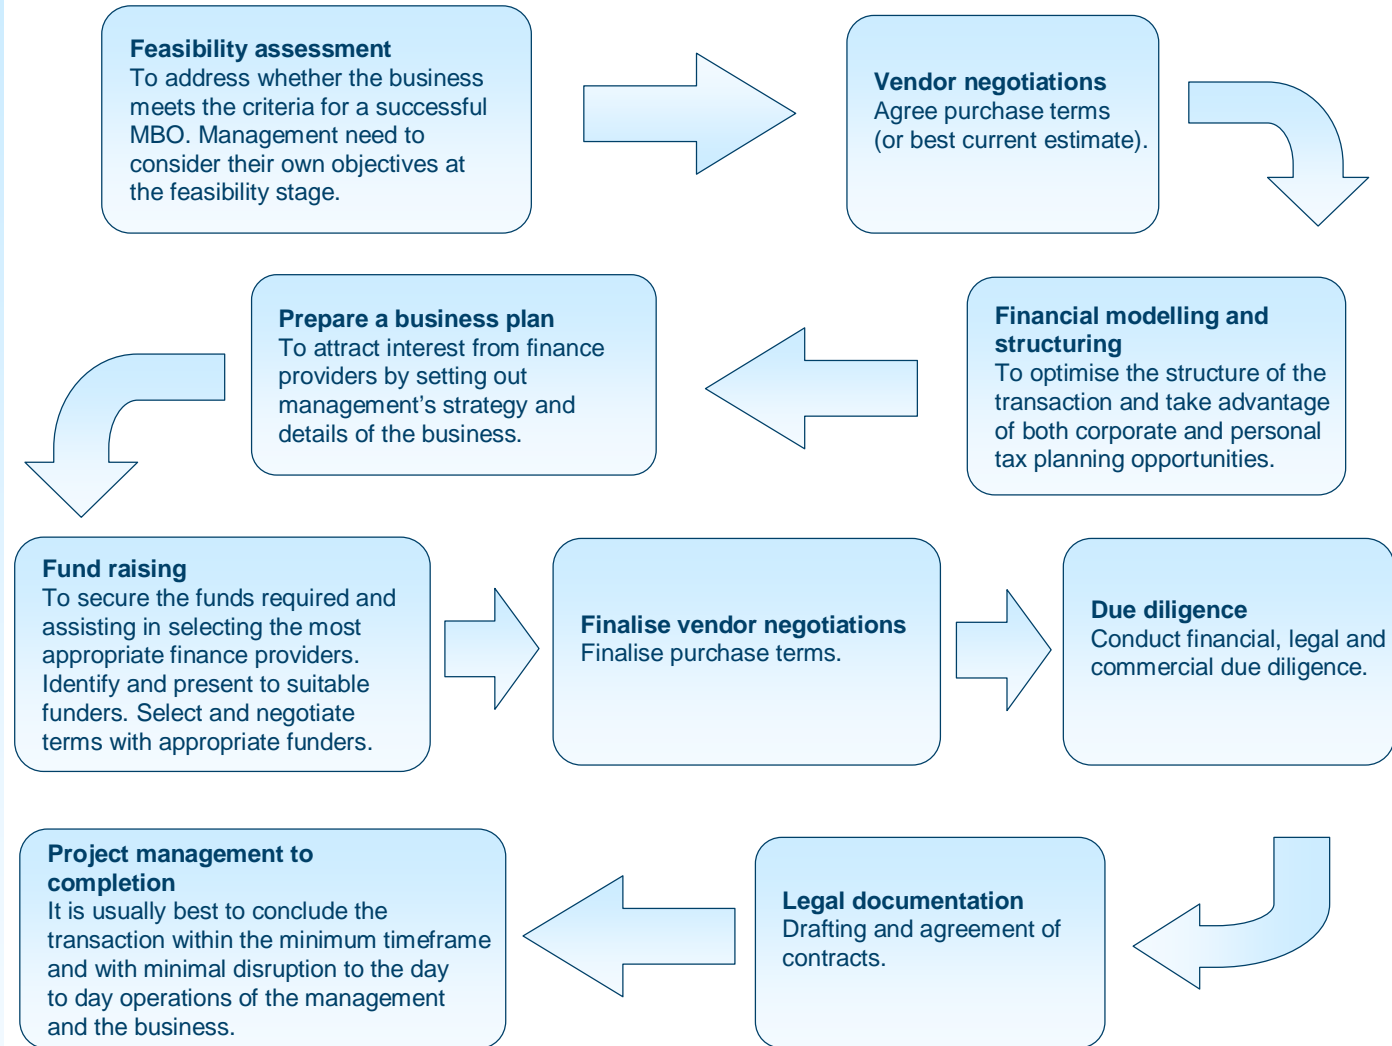 Feasibility assessment
To address whether the business
meets the criteria for a successful
MBO. Management need to
consider their own objectives at
the feasibility stage.
Vendor negotiations
Agree purchase terms
(or best current estimate).
Financial modelling and
structuring
To optimise the structure of the
transaction and take advantage
of both corporate and personal
tax planning opportunities.
Prepare a business plan
To attract interest from finance
providers by setting out
management’s strategy and
details of the business.
Fund raising
To secure the funds required and
assisting in selecting the most
appropriate finance providers.
Identify and present to suitable
funders. Select and negotiate
terms with appropriate funders.
Finalise vendor negotiations
Finalise purchase terms.
Due diligence
Conduct financial, legal and
commercial due diligence.
Legal documentation
Drafting and agreement of
contracts.
Project management to
completion
It is usually best to conclude the
transaction within the minimum timeframe
and with minimal disruption to the day
to day operations of the management
and the business.